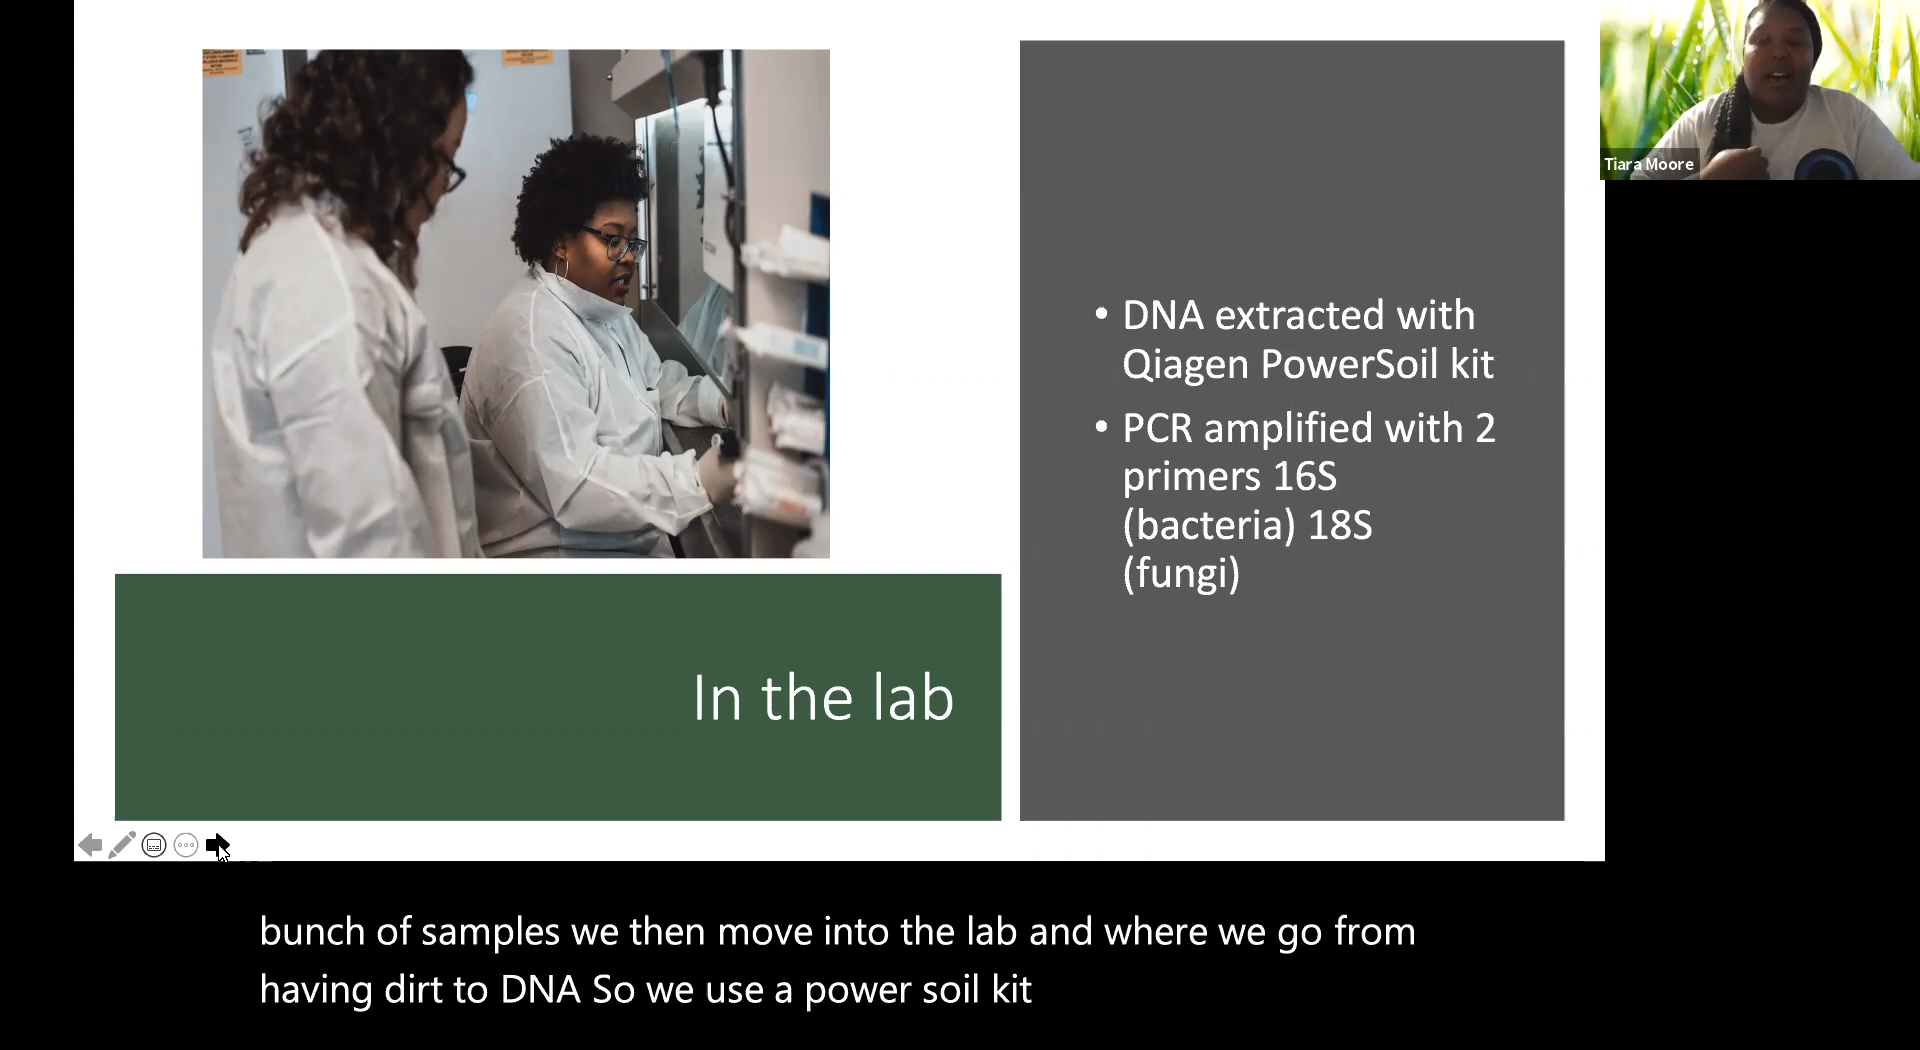 • DNA extracted with
Qiagen PowerSoil kit
• PCR amplified with 2
primers 16S
(bacteria) 18S
(fungi)
In the lab
Tiara Moore
bunch of samples we then move into the lab and where we go from
having dirt to DNA So we use a power soil kit